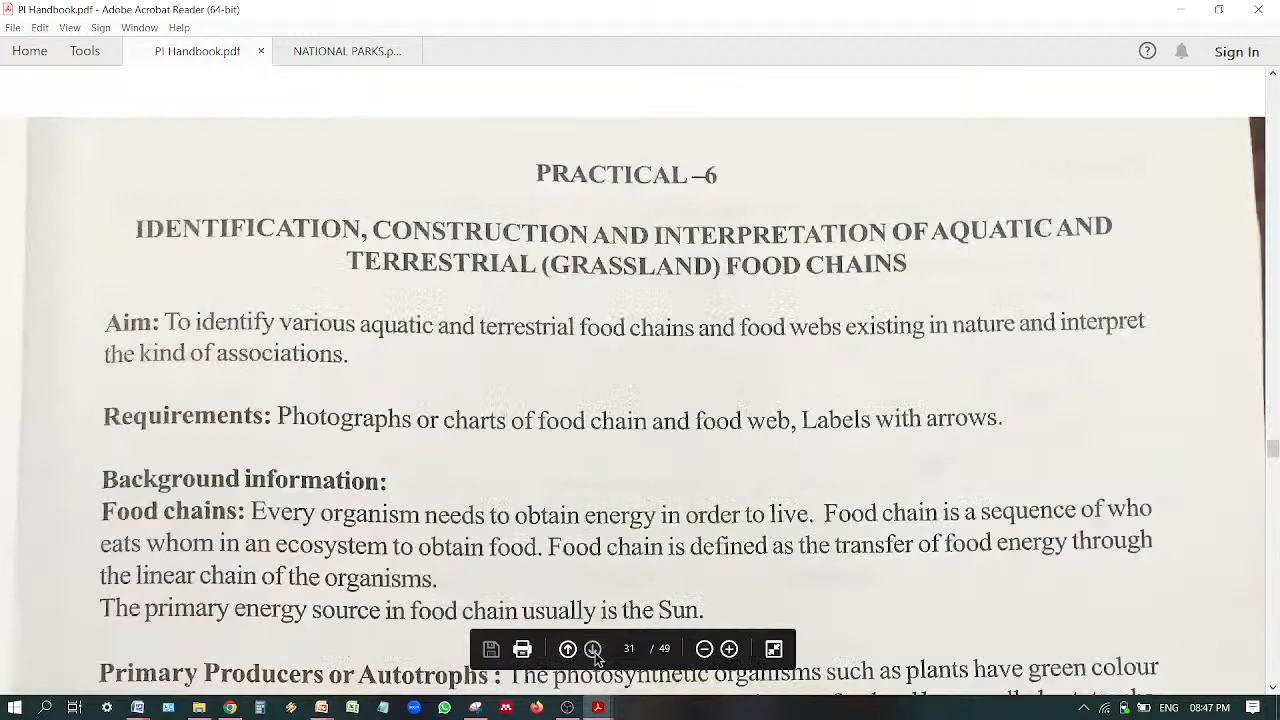 PI Handbook.pdf - Adobe Acrobat Reader (64-bit)
File Edit View Sign Window Help
Home Tools PI Handbook.pdf × NATIONAL PARKS.p... Sign In
PRACTICAL –6
IDENTIFICATION, CONSTRUCTION AND INTERPRETATION OF AQUATIC AND
TERRESTRIAL (GRASSLAND) FOOD CHAINS
Aim: To identify various aquatic and terrestrial food chains and food webs existing in nature and interpret
the kind of associations.
Requirements: Photographs or charts of food chain and food web, Labels with arrows.
Background information:
Food chains: Every organism needs to obtain energy in order to live. Food chain is a sequence of who
eats whom in an ecosystem to obtain food. Food chain is defined as the transfer of food energy through
the linear chain of the organisms.
The primary energy source in food chain usually is the Sun.
31 / 49
Primary Producers or Autotrophs : The photosynthetic organisms such as plants have green colour
ENG 08:47 PM